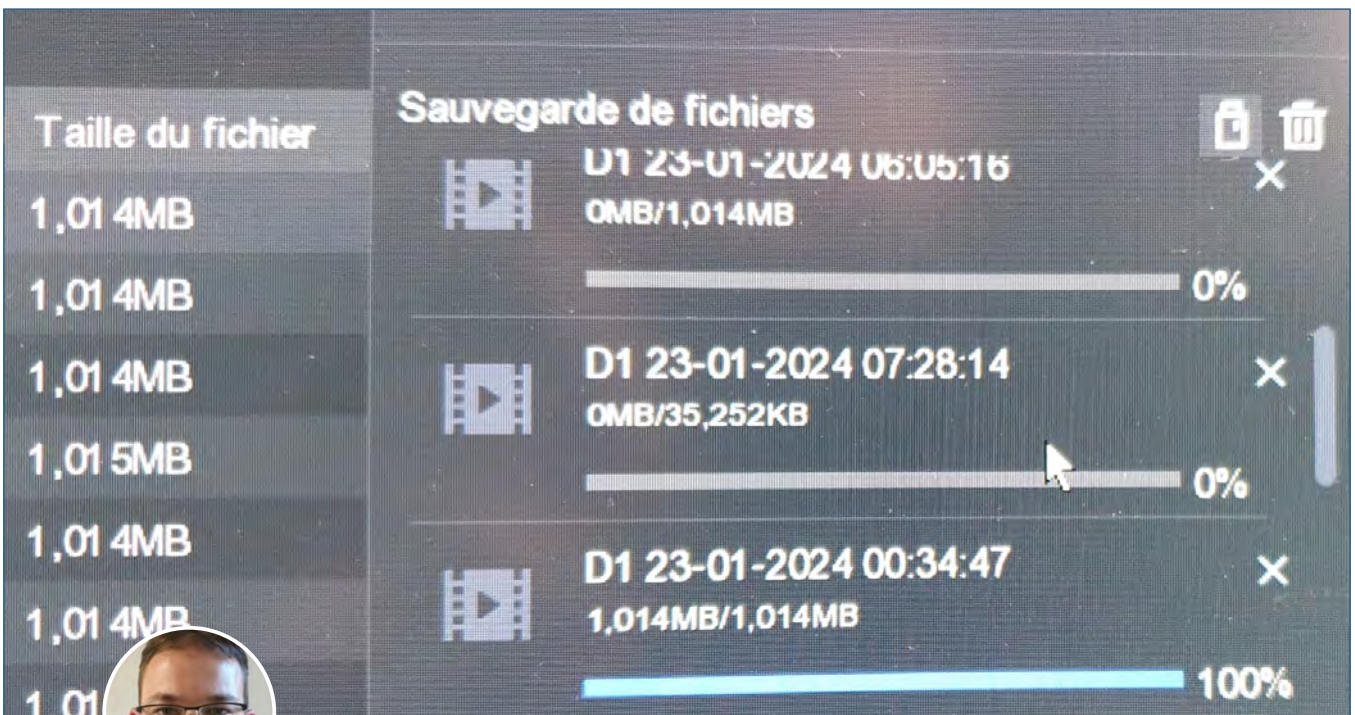 Taille du fichier
1,014MB
1,014MB
1,014MB
1,015MB
1,014MB
1,014MB
1,01
Sauvegarde de fichiers
D1 23-01-2024 06:05:16
0MB/1,014MB
0%
D1 23-01-2024 07:28:14
0MB/35,252KB
0%
D1 23-01-2024 00:34:47
1,014MB/1,014MB
100%